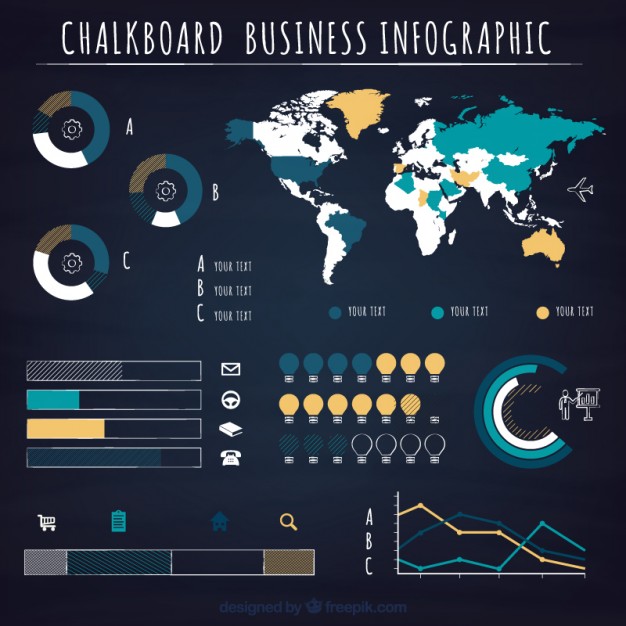 CHALKBOARD BUSINESS INFOGRAPHIC
A
B
C
A YOUR TEXT
B YOUR TEXT
C YOUR TEXT
YOUR TEXT YOUR TEXT YOUR TEXT
A
B
C
designed by freepik.com